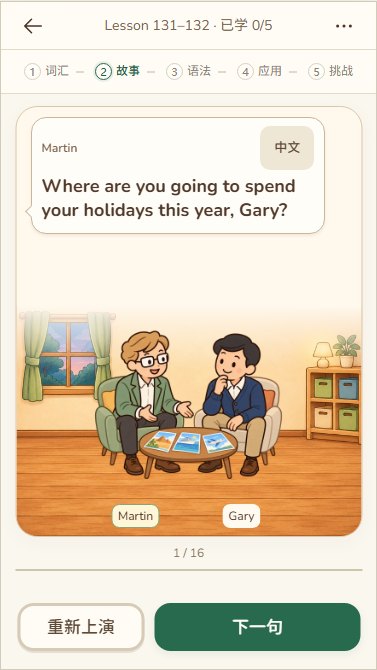 Lesson 131–132 · 已学 0/5
1 词汇 2 故事 3 语法 4 应用 5 挑战
Martin
中文
Where are you going to spend
your holidays this year, Gary?
Martin Gary
1 / 16
重新上演 下一句